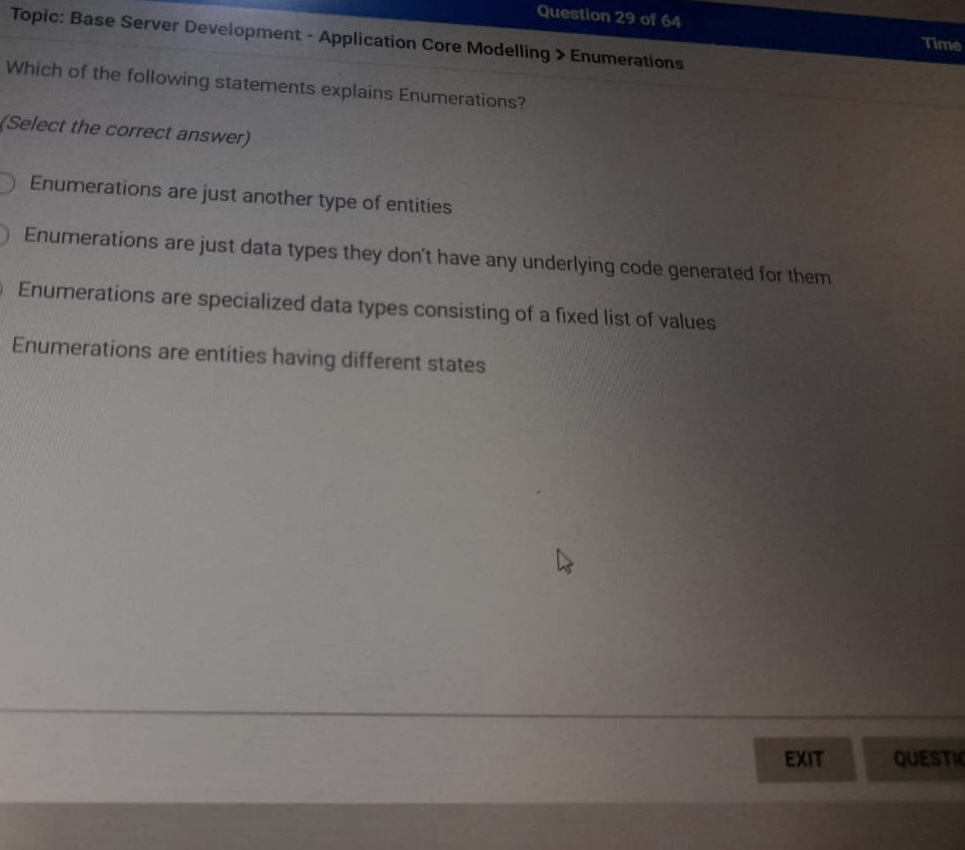 Question 29 of 64
Time
Topic: Base Server Development - Application Core Modelling > Enumerations
Which of the following statements explains Enumerations?
(Select the correct answer)
Enumerations are just another type of entities
Enumerations are just data types they don't have any underlying code generated for them
Enumerations are specialized data types consisting of a fixed list of values
Enumerations are entities having different states
EXIT